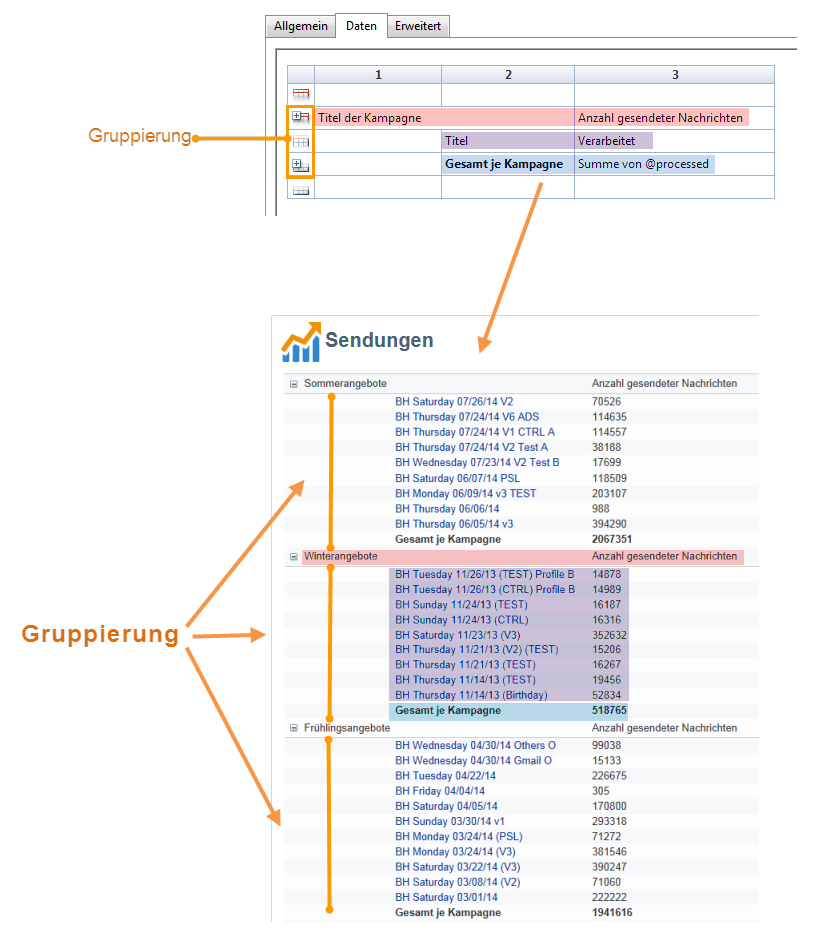 Allgemein Daten Erweitert
1 2 3
Titel der Kampagne Anzahl gesendeter Nachrichten
Gruppierung
Titel Verarbeitet
Gesamt je Kampagne Summe von @processed
Sendungen
Sommerangebote Anzahl gesendeter Nachrichten
BH Saturday 07/26/14 V2 70526
BH Thursday 07/24/14 V6 ADS 114635
BH Thursday 07/24/14 V1 CTRL A 114557
BH Thursday 07/24/14 V2 Test A 38188
BH Wednesday 07/23/14 V2 Test B 17699
BH Saturday 06/07/14 PSL 118509
BH Monday 06/09/14 v3 TEST 203107
BH Thursday 06/06/14 988
BH Thursday 06/05/14 v3 394290
Gesamt je Kampagne 2067351
Winterangebote Anzahl gesendeter Nachrichten
BH Tuesday 11/26/13 (TEST) Profile B 14878
BH Tuesday 11/26/13 (CTRL) Profile B 14989
BH Sunday 11/24/13 (TEST) 16187
BH Sunday 11/24/13 (CTRL) 16316
Gruppierung
BH Saturday 11/23/13 (V3) 352632
BH Thursday 11/21/13 (V2) (TEST) 15206
BH Thursday 11/21/13 (TEST) 16267
BH Thursday 11/14/13 (TEST) 19456
BH Thursday 11/14/13 (Birthday) 52834
Gesamt je Kampagne 518765
Frühlingsangebote Anzahl gesendeter Nachrichten
BH Wednesday 04/30/14 Others O 99038
BH Wednesday 04/30/14 Gmail O 15133
BH Tuesday 04/22/14 226675
BH Friday 04/04/14 305
BH Saturday 04/05/14 170800
BH Sunday 03/30/14 v1 293318
BH Monday 03/24/14 (PSL) 71272
BH Monday 03/24/14 (V3) 381546
BH Saturday 03/22/14 (V3) 390247
BH Saturday 03/08/14 (V2) 71060
BH Saturday 03/01/14 222222
Gesamt je Kampagne 1941616